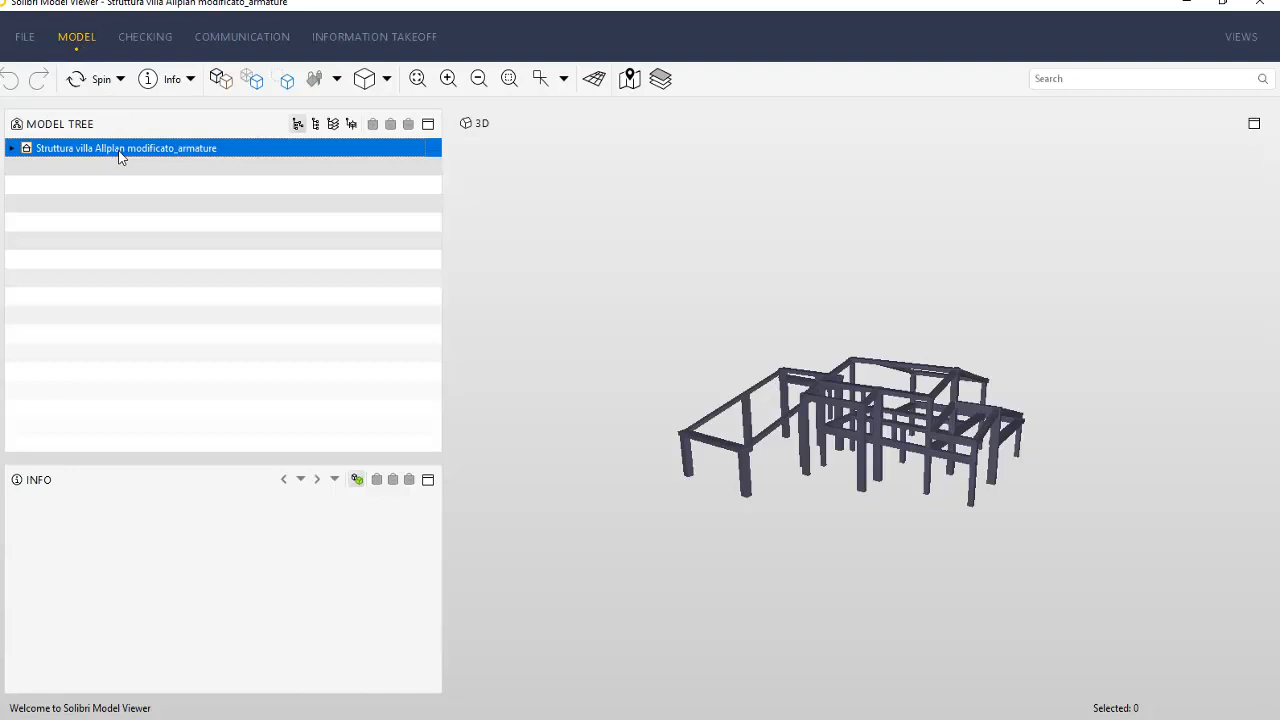 Solibri Model Viewer - Struttura villa Allplan modificato_armature
FILE
MODEL
CHECKING
COMMUNICATION
INFORMATION TAKEOFF
VIEWS
Spin
Info
Search
MODEL TREE
3D
Struttura villa Allplan modificato_armature
INFO
Welcome to Solibri Model Viewer
Selected: 0